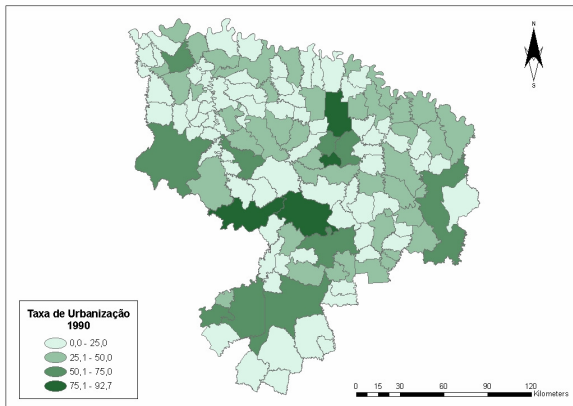 N
S
Taxa de Urbanização
1990
0,0 - 25,0
25,1 - 50,0
50,1 - 75,0
75,1 - 92,7
0 15 30 60 90 120
Kilometers